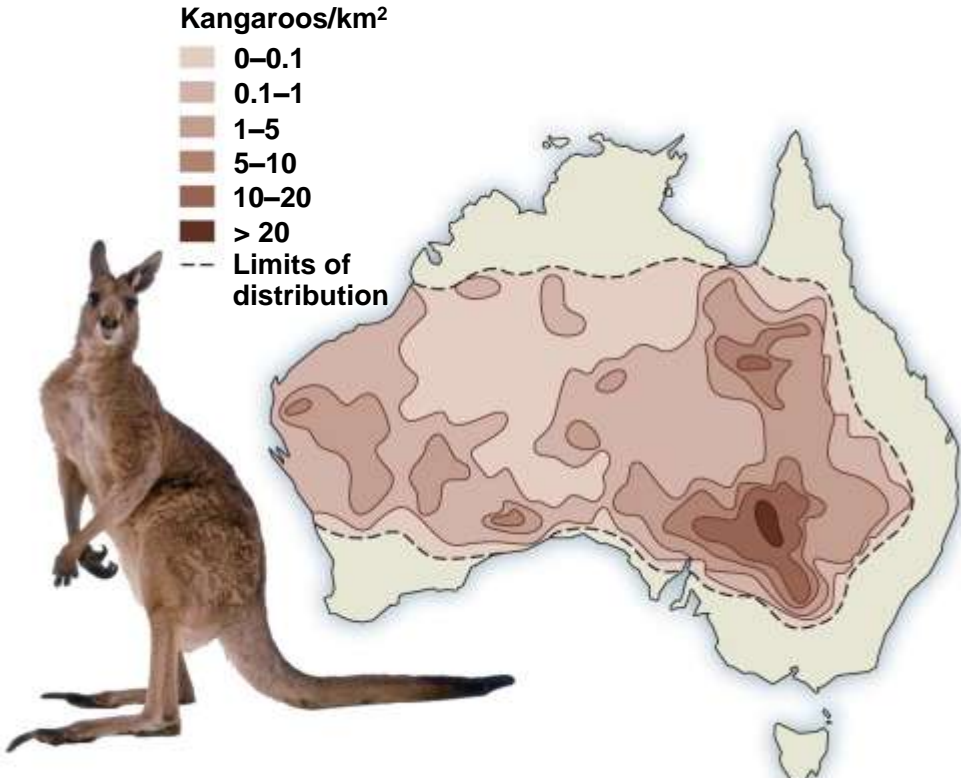 Kangaroos/km²
0–0.1
0.1–1
1–5
5–10
10–20
> 20
Limits of
distribution